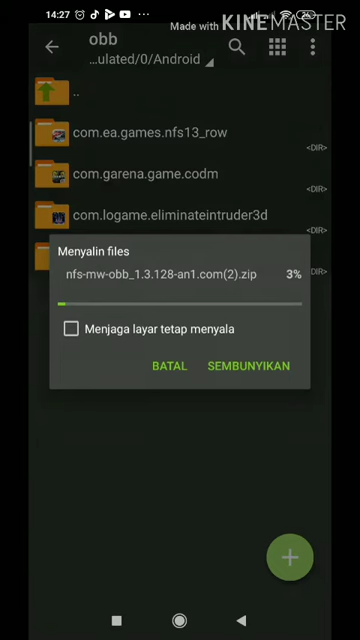 14:27
Made with KINEMASTER
obb
...ulated/0/Android
..
com.ea.games.nfs13_row
<DIR>
com.garena.game.codm
<DIR>
com.logame.eliminateintruder3d
<DIR>
Menyalin files
nfs-mw-obb_1.3.128-an1.com(2).zip 3%
<DIR>
Menjaga layar tetap menyala
BATAL SEMBUNYIKAN